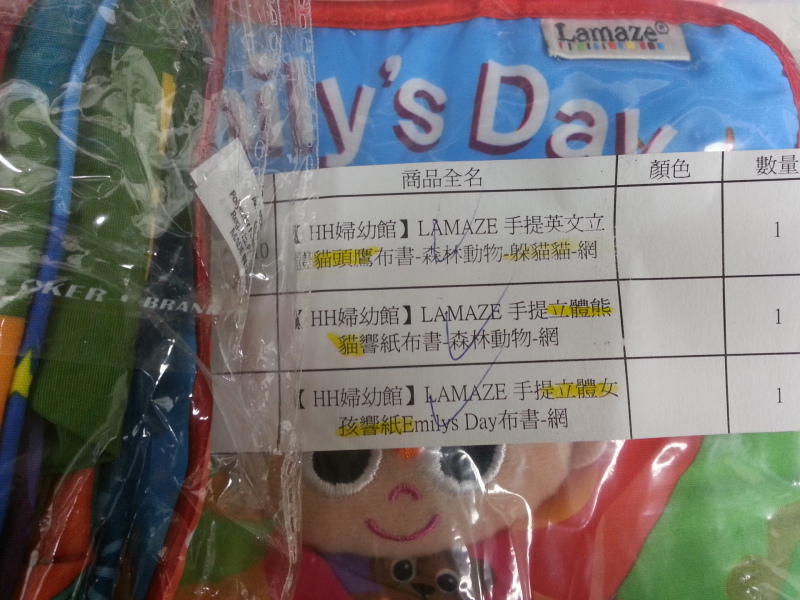 Lamaze®
ily's Day
商品全名
顏色
數量
【 HH婦幼館】LAMAZE 手提英文立
貓頭鷹布書-森林動物-躲貓貓-網
1
【 HH婦幼館】LAMAZE 手提立體熊
貓響紙布書-森林動物-網
1
【 HH婦幼館】LAMAZE 手提立體女
孩響紙Emilys Day布書-網
1
OKER BRAN